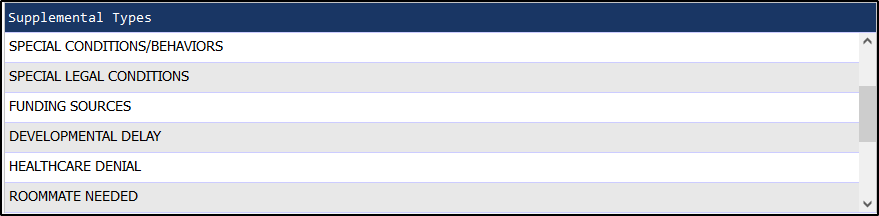 Supplemental Types
SPECIAL CONDITIONS/BEHAVIORS
SPECIAL LEGAL CONDITIONS
FUNDING SOURCES
DEVELOPMENTAL DELAY
HEALTHCARE DENIAL
ROOMMATE NEEDED